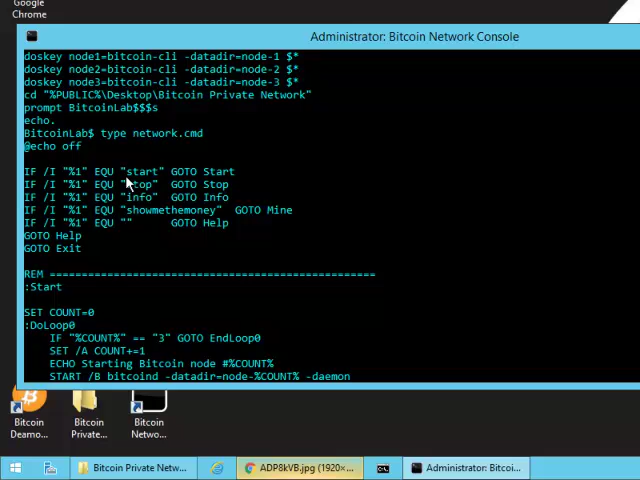 Google
Chrome
Administrator: Bitcoin Network Console
doskey node1=bitcoin-cli -datadir=node-1 $*
doskey node2=bitcoin-cli -datadir=node-2 $*
doskey node3=bitcoin-cli -datadir=node-3 $*
cd "%PUBLIC%\Desktop\Bitcoin Private Network"
prompt BitcoinLab$$$s
echo.
BitcoinLab$ type network.cmd
@echo off
IF /I "%1" EQU "start" GOTO Start
IF /I "%1" EQU "stop" GOTO Stop
IF /I "%1" EQU "info" GOTO Info
IF /I "%1" EQU "showmethemoney" GOTO Mine
IF /I "%1" EQU "" GOTO Help
GOTO Help
GOTO Exit
REM ==================================================
:Start
SET COUNT=0
:DoLoop0
IF "%COUNT%" == "3" GOTO EndLoop0
SET /A COUNT+=1
ECHO Starting Bitcoin node #%COUNT%
START /B bitcoind -datadir=node-%COUNT% -daemon
Bitcoin Deamo...
Bitcoin Private...
Bitcoin Netwo...
Bitcoin Private Netw...
ADP8kVB.jpg (1920×...
Administrator: Bitcoi...